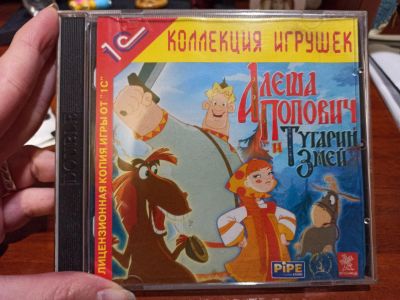 1С
КОЛЛЕКЦИЯ ИГРУШЕК
Алеша
Попович
и Тугарин
Змей
ЛИЦЕНЗИОННАЯ КОПИЯ ИГРЫ ОТ "1С"
PiPE